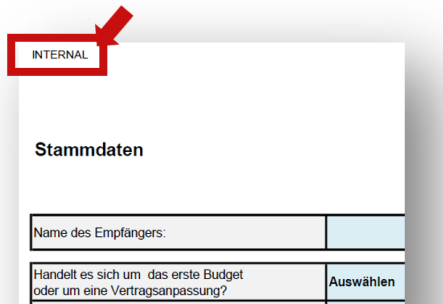 INTERNAL
Stammdaten
Name des Empfängers:
Handelt es sich um das erste Budget
oder um eine Vertragsanpassung?
Auswählen